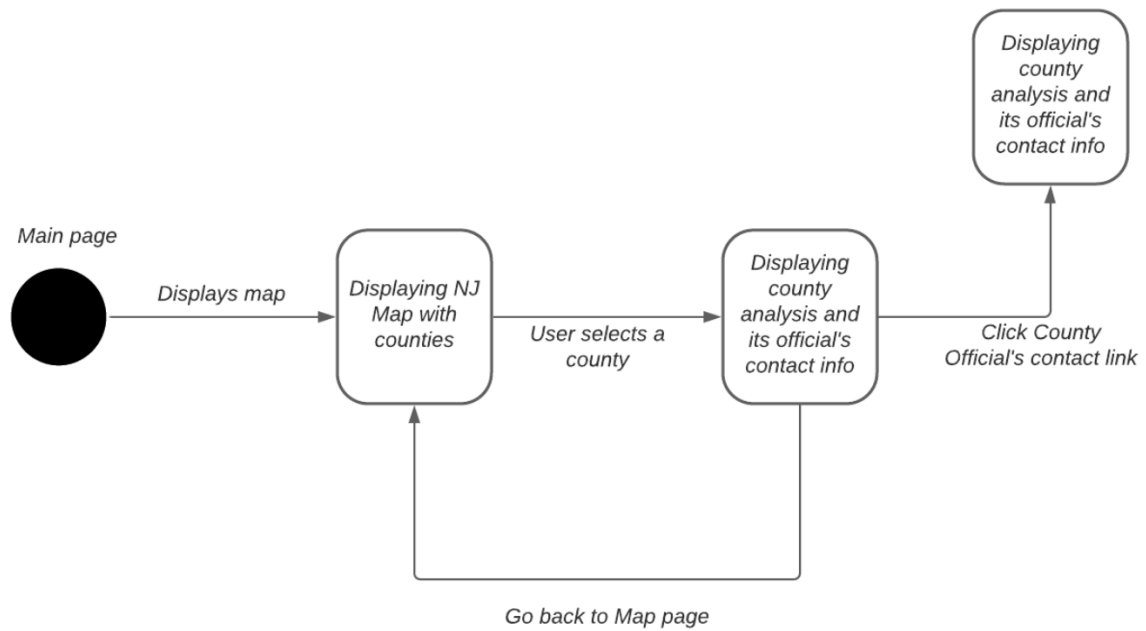 Displaying
county
analysis and
its official's
contact info
Main page
Displays map
Displaying NJ
Map with
counties
User selects a
county
Displaying
county
analysis and
its official's
contact info
Click County
Official's contact link
Go back to Map page